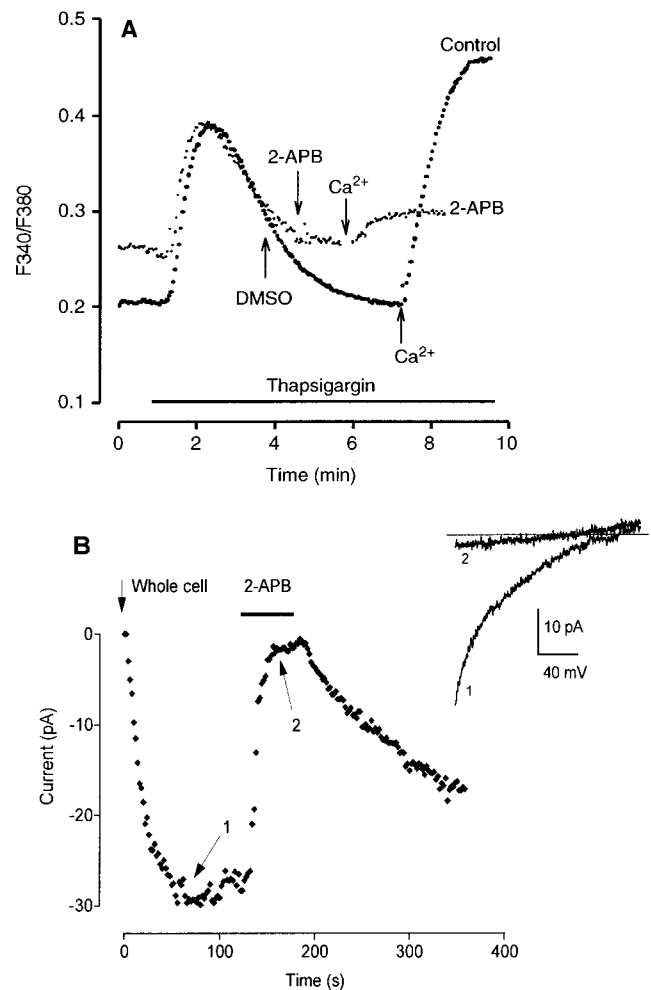 A
0.5
0.4
0.3
0.2
0.1
F340/F380
Control
2-APB
Ca2+
2-APB
DMSO
Ca2+
Thapsigargin
0 2 4 6 8 10
Time (min)
B
Whole cell
2-APB
0
-10
-20
-30
Current (pA)
1
2
2
1
10 pA
40 mV
0 100 200 300 400
Time (s)